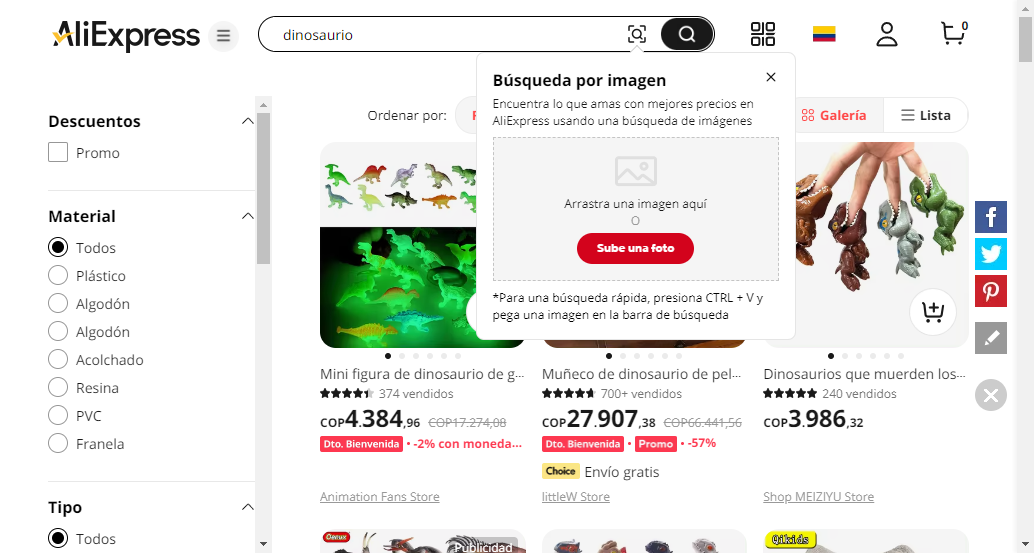 AliExpress
dinosaurio
0
Búsqueda por imagen
Encuentra lo que amas con mejores precios en
AliExpress usando una búsqueda de imágenes
Arrastra una imagen aquí
O
Sube una foto
*Para una búsqueda rápida, presiona CTRL + V y
pega una imagen en la barra de búsqueda
Descuentos
Promo
Material
Todos
Plástico
Algodón
Algodón
Acolchado
Resina
PVC
Franela
Tipo
Todos
Ordenar por:
Galería
Lista
Mini figura de dinosaurio de g...
374 vendidos
COP4.384,96 COP17.274,08
Dto. Bienvenida • -2% con moneda...
Animation Fans Store
Muñeco de dinosaurio de pel...
700+ vendidos
COP27.907,38 COP66.441,56
Dto. Bienvenida • Promo • -57%
Choice Envío gratis
littleW Store
Dinosaurios que muerden los...
240 vendidos
COP3.986,32
Shop MEIZIYU Store
Oenux
Publicidad
Qikids